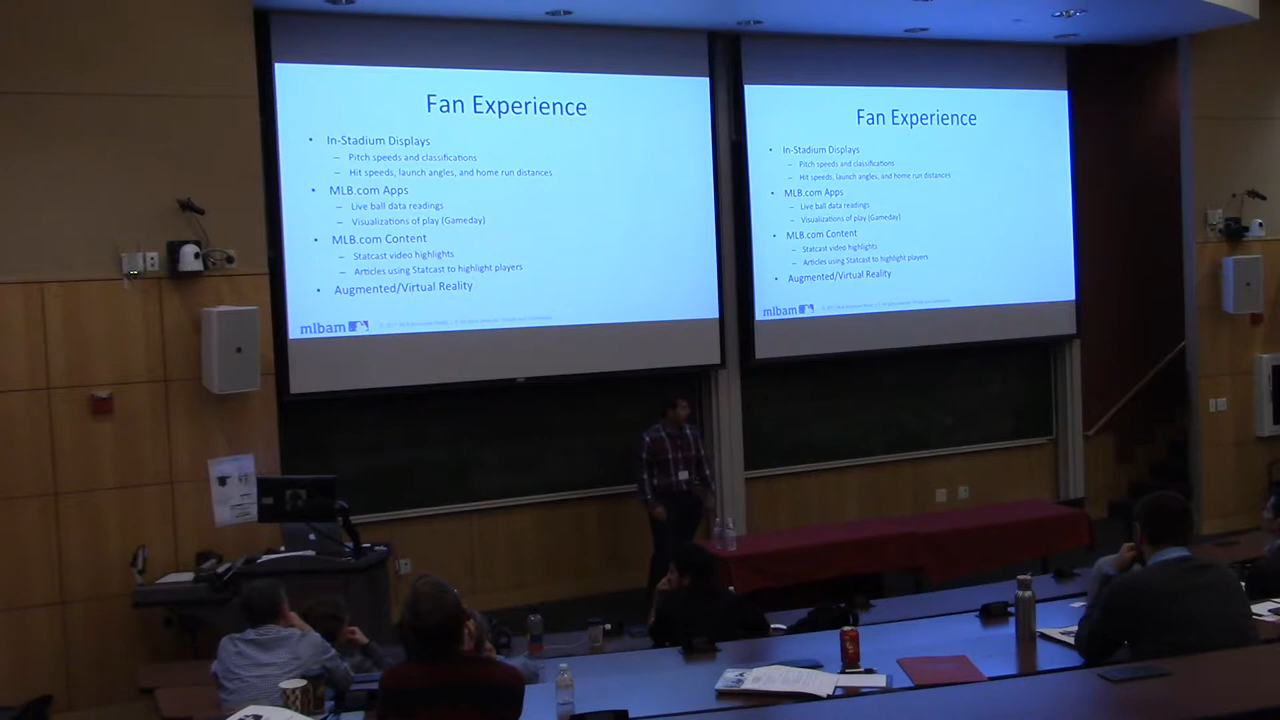 Fan Experience
• In-Stadium Displays
– Pitch speeds and classifications
– Hit speeds, launch angles, and home run distances
• MLB.com Apps
– Live ball data readings
– Visualizations of play (Gameday)
• MLB.com Content
– Statcast video highlights
– Articles using Statcast to highlight players
• Augmented/Virtual Reality
mlbam
Fan Experience
• In-Stadium Displays
– Pitch speeds and classifications
– Hit speeds, launch angles, and home run distances
• MLB.com Apps
– Live ball data readings
– Visualizations of play (Gameday)
• MLB.com Content
– Statcast video highlights
– Articles using Statcast to highlight players
• Augmented/Virtual Reality
mlbam